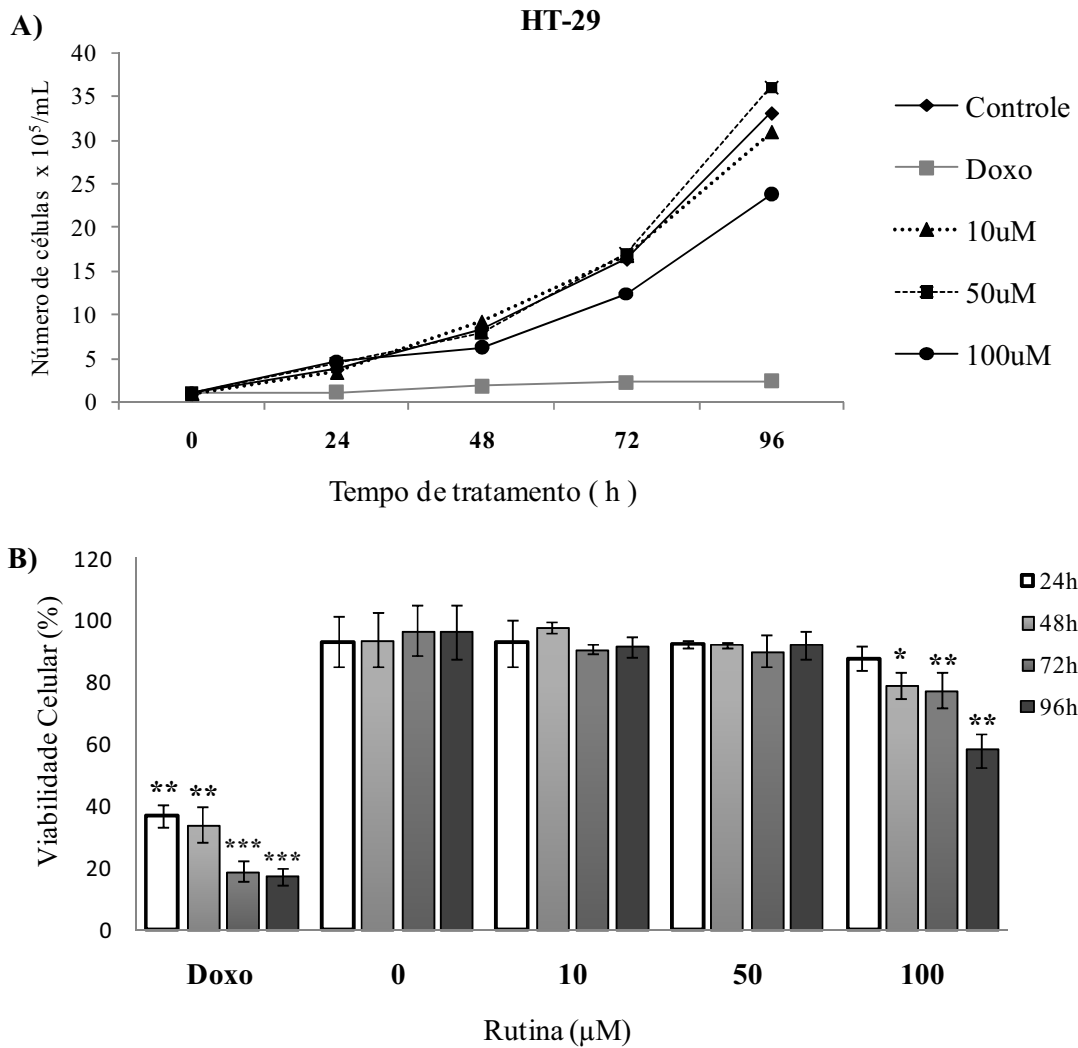 A)
HT-29
Número de células x 10⁵/mL
40
35
30
25
20
15
10
5
0
0
24
48
72
96
Tempo de tratamento ( h )
Controle
Doxo
10uM
50uM
100uM
B)
Viabilidade Celular (%)
120
100
80
60
40
20
0
** ** *** ***
* ** **
Doxo
0
10
50
100
Rutina (µM)
24h
48h
72h
96h